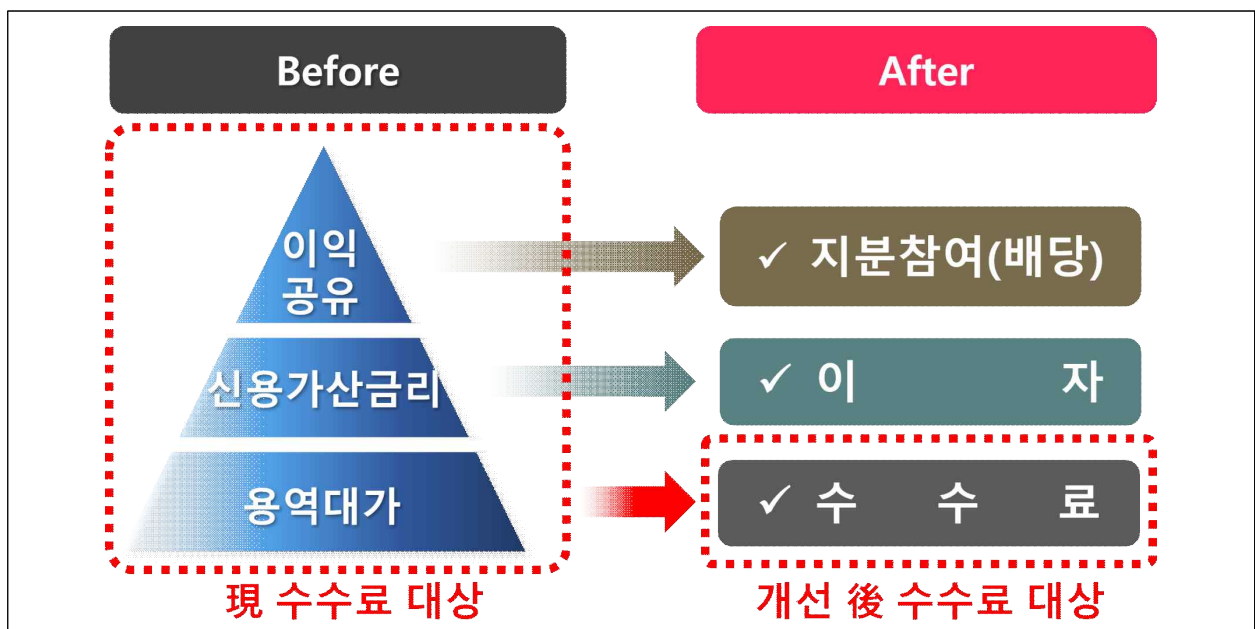 Before
After
이익
공유
✓ 지분참여(배당)
신용가산금리
✓ 이 자
용역대가
✓ 수 수 료
現 수수료 대상
개선 後 수수료 대상